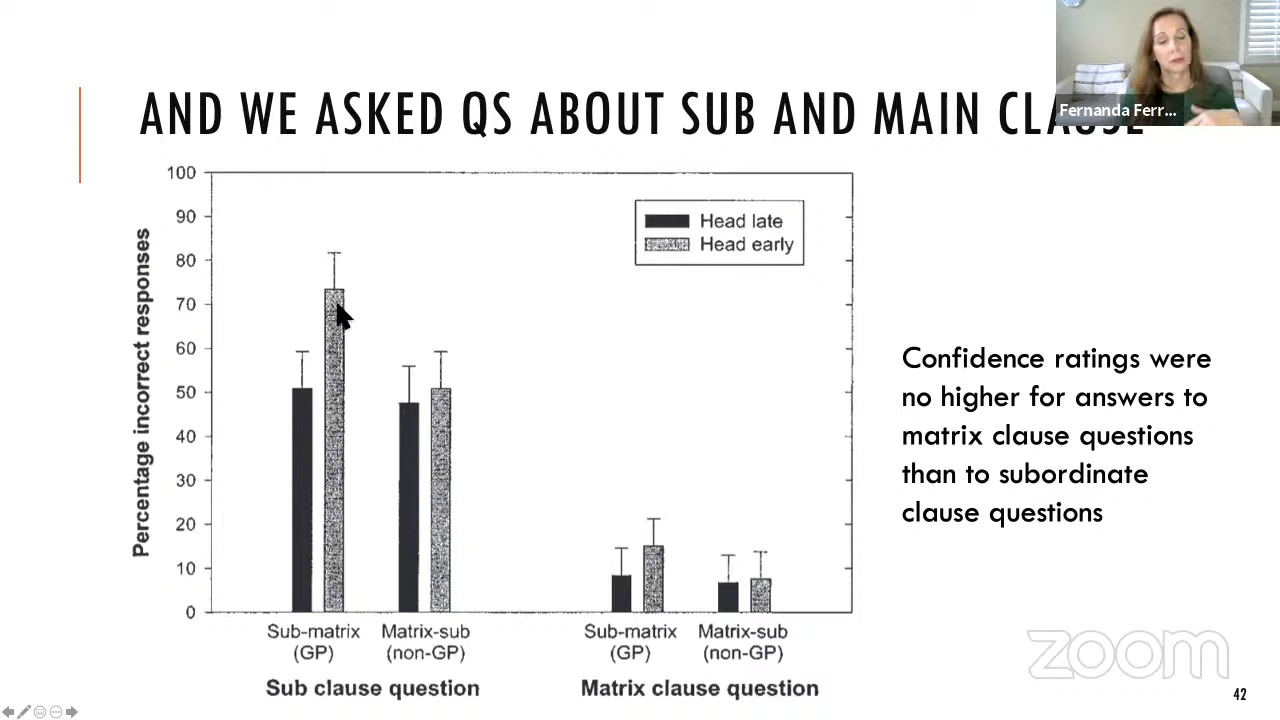 AND WE ASKED QS ABOUT SUB AND MAIN CLAUSE
Fernanda Ferr...
100
90
80
70
60
50
40
30
20
10
0
Percentage incorrect responses
Head late
Head early
Sub-matrix
(GP)
Matrix-sub
(non-GP)
Sub-matrix
(GP)
Matrix-sub
(non-GP)
Sub clause question
Matrix clause question
Confidence ratings were
no higher for answers to
matrix clause questions
than to subordinate
clause questions
zoom
42